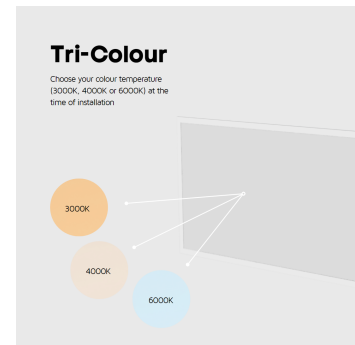 Tri-Colour
Choose your colour temperature
(3000K, 4000K or 6000K) at the
time of installation
3000K
4000K
6000K